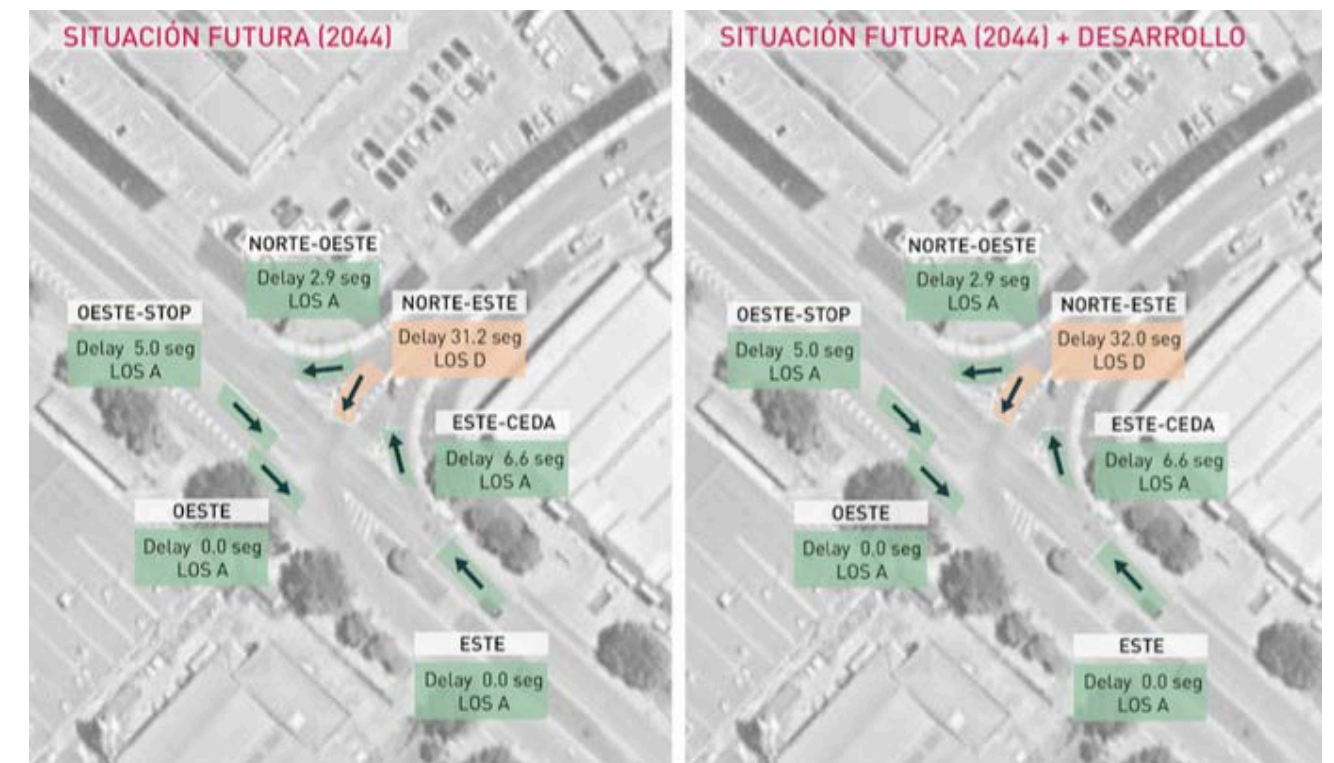 SITUACIÓN FUTURA (2044)
NORTE-OESTE
Delay 2.9 seg
LOS A
NORTE-ESTE
Delay 31.2 seg
LOS D
OESTE-STOP
Delay 5.0 seg
LOS A
ESTE-CEDA
Delay 6.6 seg
LOS A
OESTE
Delay 0.0 seg
LOS A
ESTE
Delay 0.0 seg
LOS A
SITUACIÓN FUTURA (2044) + DESARROLLO
NORTE-OESTE
Delay 2.9 seg
LOS A
NORTE-ESTE
Delay 32.0 seg
LOS D
OESTE-STOP
Delay 5.0 seg
LOS A
ESTE-CEDA
Delay 6.6 seg
LOS A
OESTE
Delay 0.0 seg
LOS A
ESTE
Delay 0.0 seg
LOS A